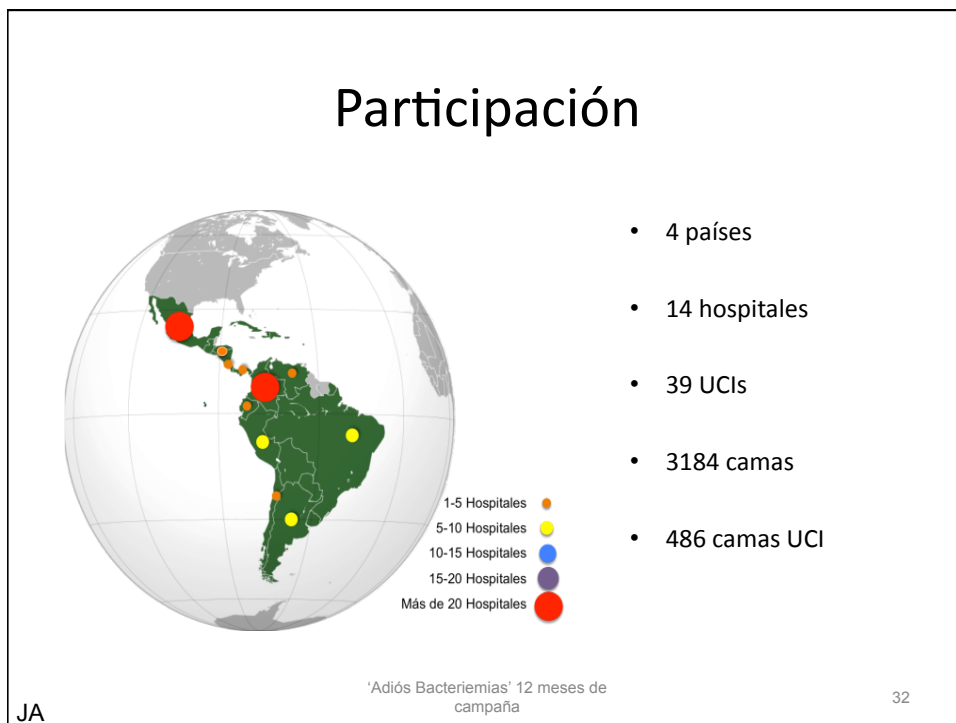 Participación
• 4 países
• 14 hospitales
• 39 UCIs
• 3184 camas
• 486 camas UCI
1-5 Hospitales
5-10 Hospitales
10-15 Hospitales
15-20 Hospitales
Más de 20 Hospitales
JA
‘Adiós Bacteriemias’ 12 meses de
campaña
32